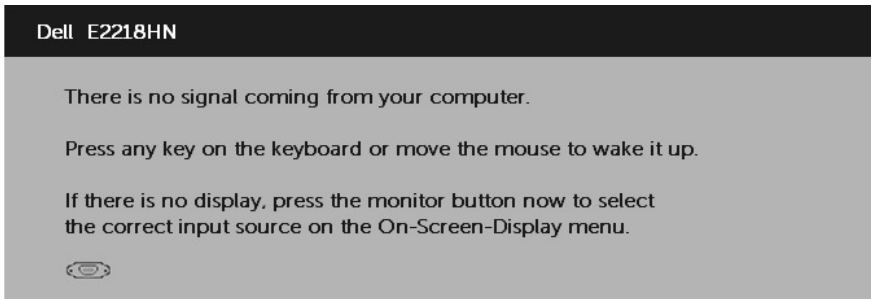 Dell E2218HN
There is no signal coming from your computer.
Press any key on the keyboard or move the mouse to wake it up.
If there is no display, press the monitor button now to select
the correct input source on the On-Screen-Display menu.